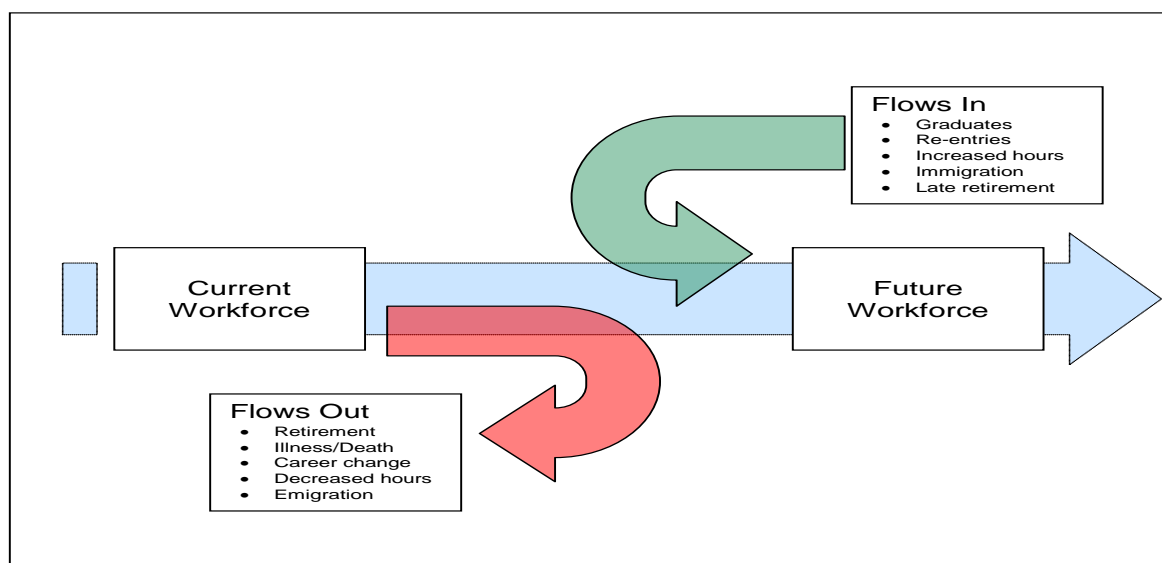 Flows In
• Graduates
• Re-entries
• Increased hours
• Immigration
• Late retirement
Current
Workforce
Future
Workforce
Flows Out
• Retirement
• Illness/Death
• Career change
• Decreased hours
• Emigration